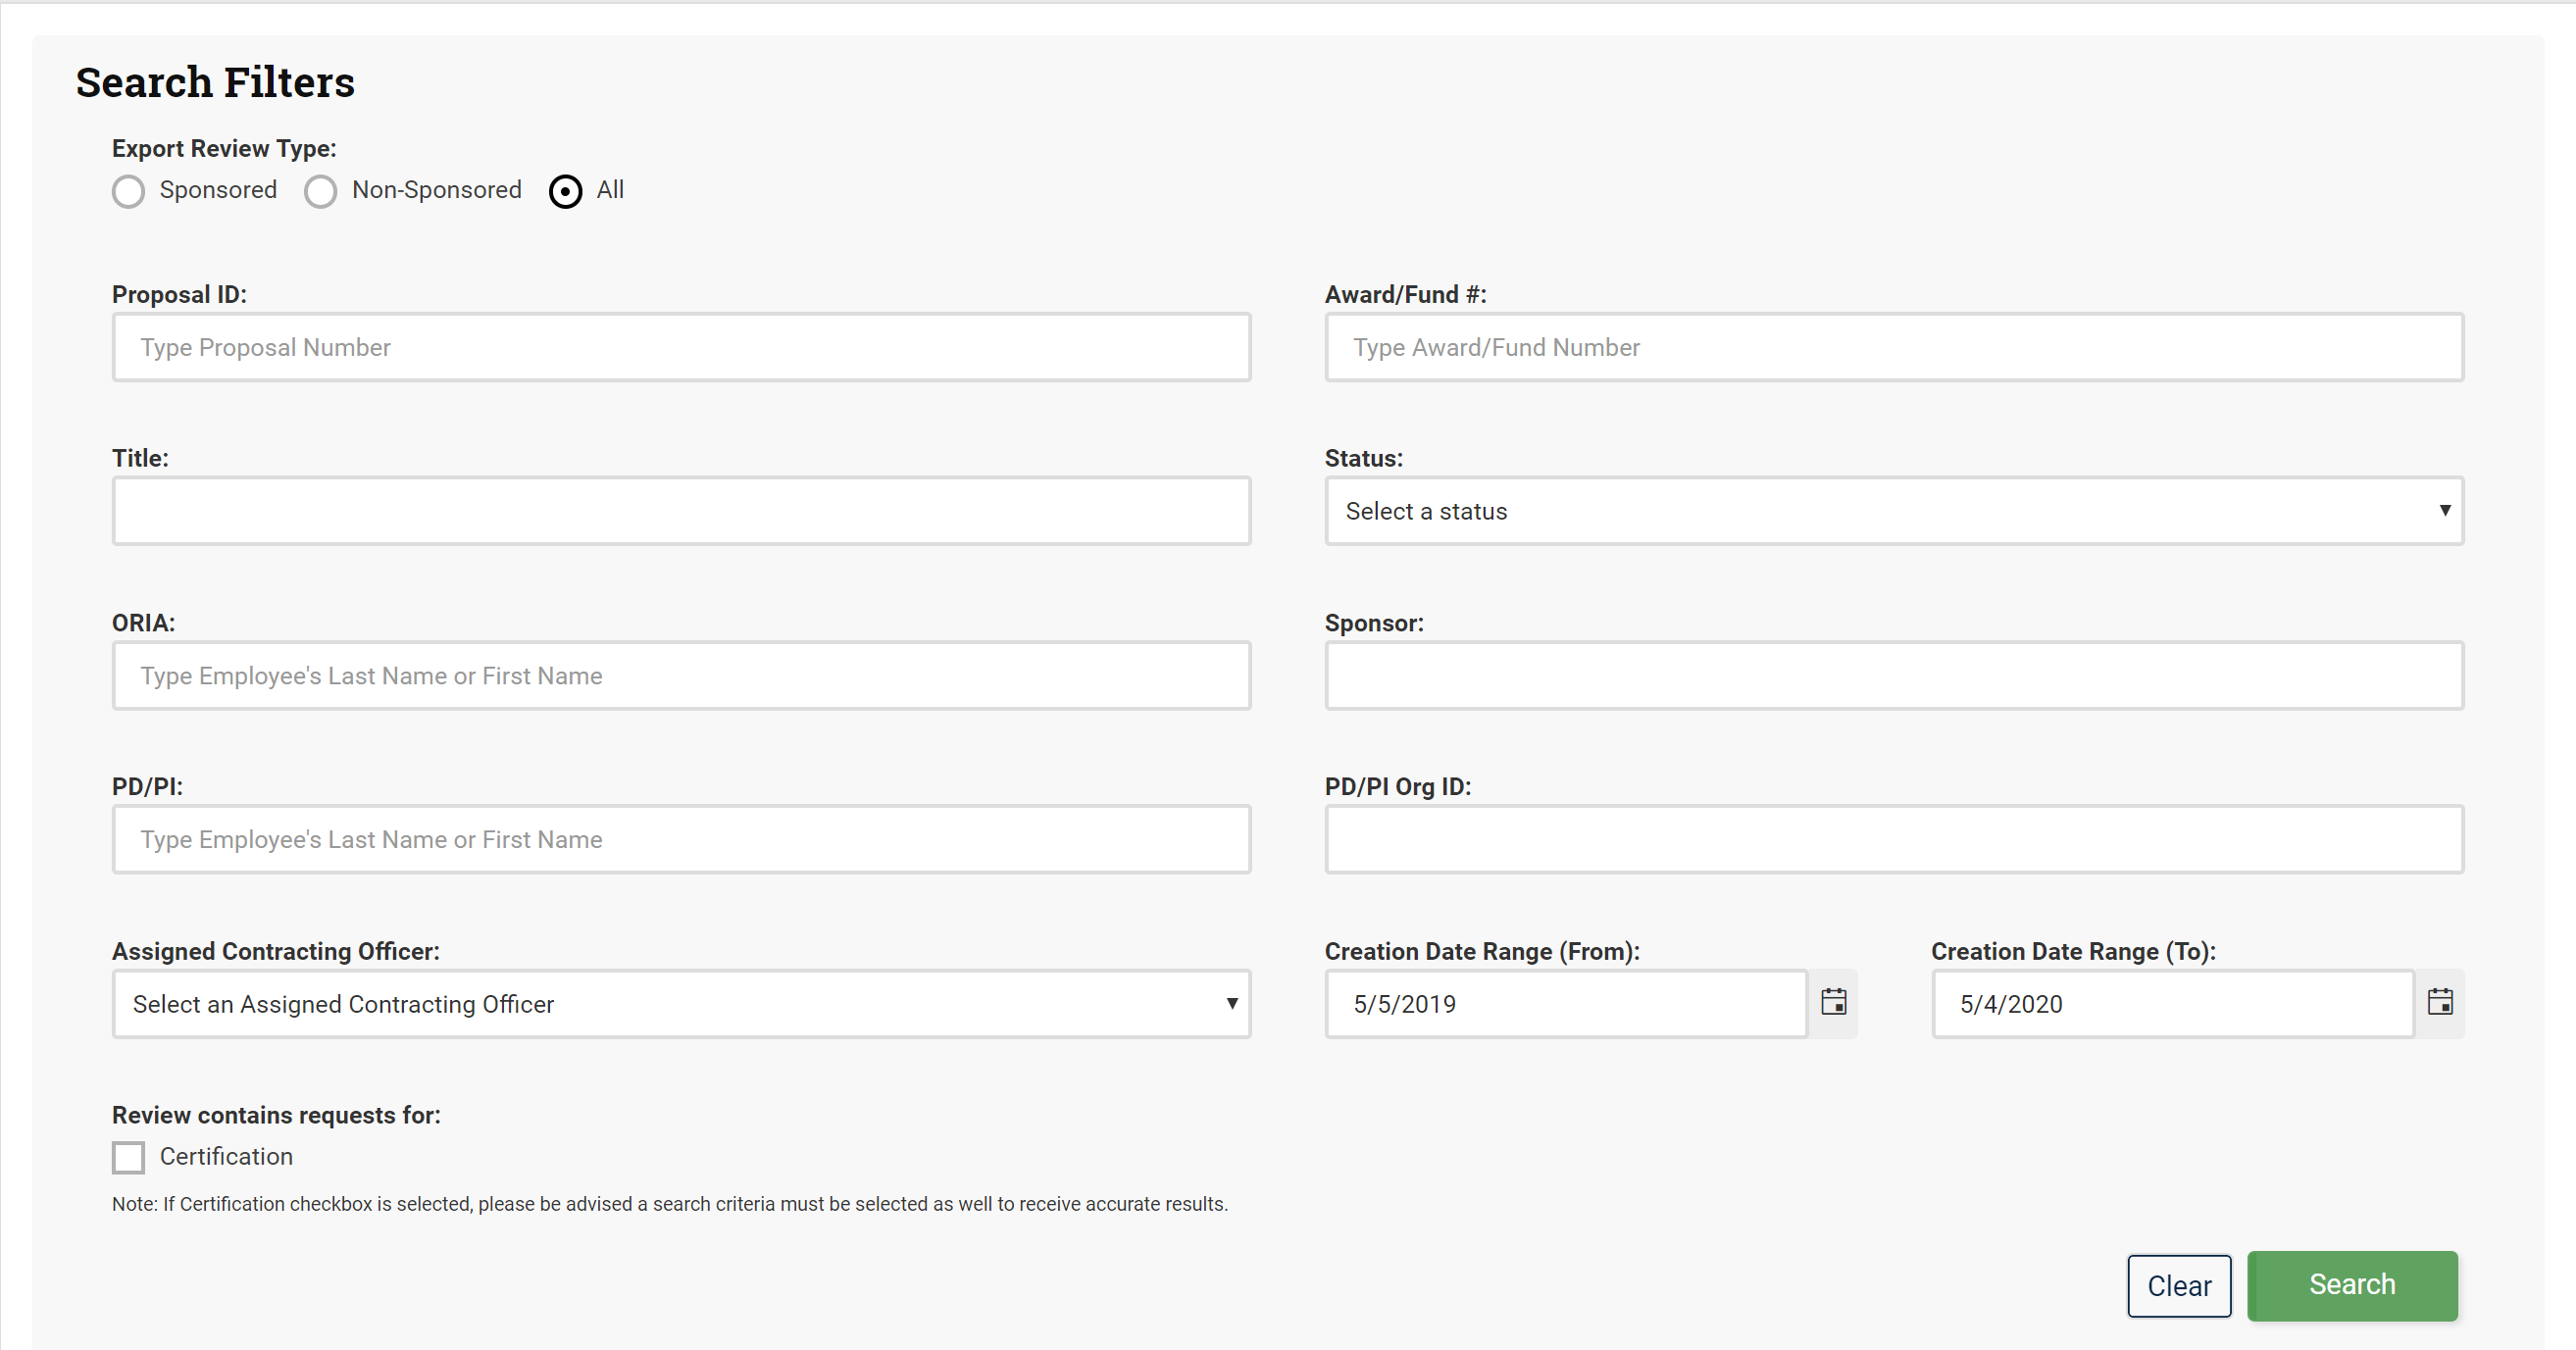 Search Filters
Export Review Type:
Sponsored Non-Sponsored All
Proposal ID: Award/Fund #:
Type Proposal Number Type Award/Fund Number
Title: Status:
Select a status
ORIA: Sponsor:
Type Employee's Last Name or First Name
PD/PI: PD/PI Org ID:
Type Employee's Last Name or First Name
Assigned Contracting Officer: Creation Date Range (From): Creation Date Range (To):
Select an Assigned Contracting Officer 5/5/2019 5/4/2020
Review contains requests for:
Certification
Note: If Certification checkbox is selected, please be advised a search criteria must be selected as well to receive accurate results.
Clear Search